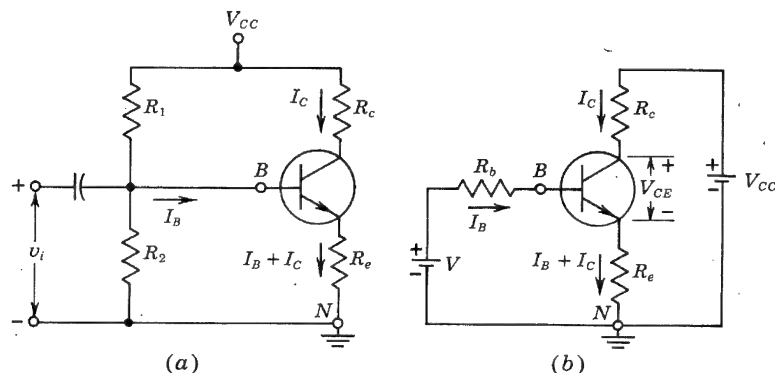 V_CC
R_1
I_C
R_c
B
+
I_B
v_i
R_2
I_B + I_C
R_e
-
N
(a)
I_C
R_c
R_b
B
+
V_CE
-
I_B
+
-
V_CC
+
-
V
I_B + I_C
R_e
N
(b)